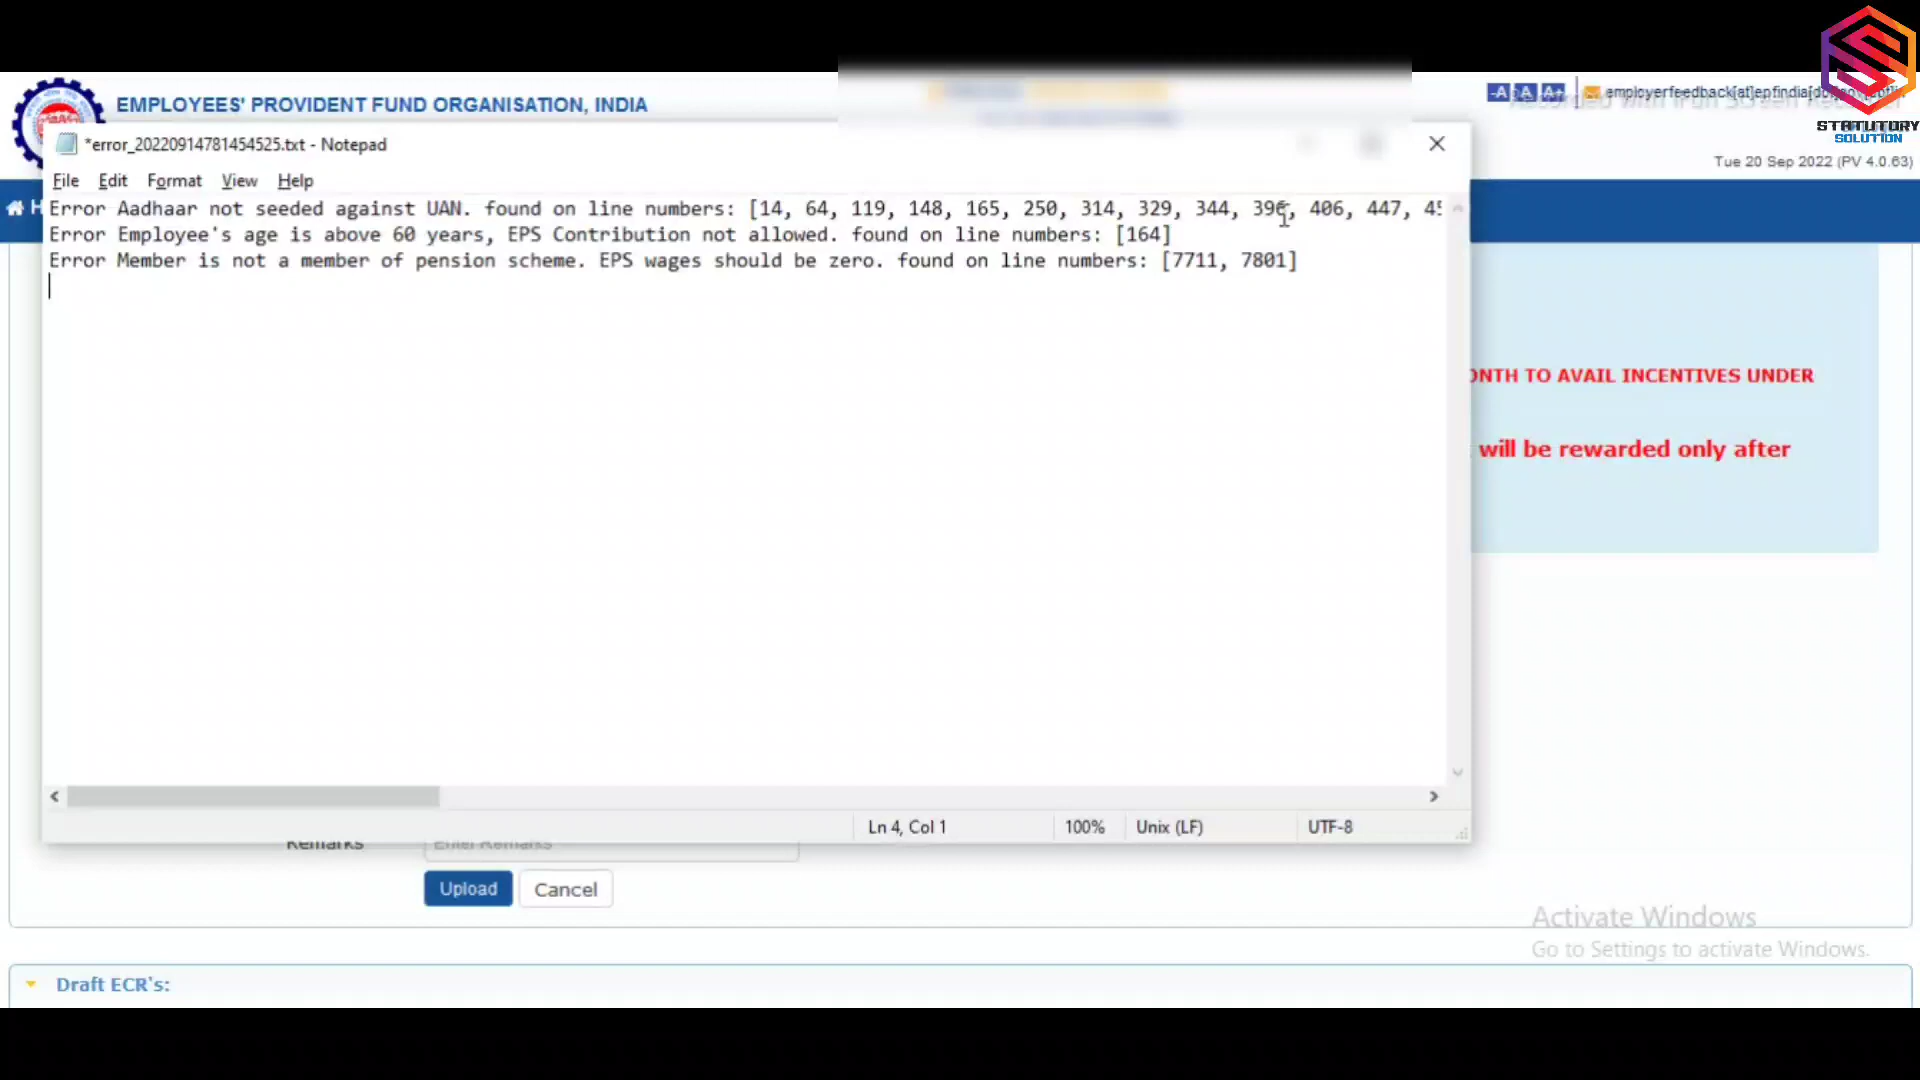 EMPLOYEES' PROVIDENT FUND ORGANISATION, INDIA
-A A A+
STATUTORY
SOLUTION
Tue 20 Sep 2022 (PV 4.0.63)
*error_20220914781454525.txt - Notepad
File Edit Format View Help
Error Aadhaar not seeded against UAN. found on line numbers: [14, 64, 119, 148, 165, 250, 314, 329, 344, 396, 406, 447, 45
Error Employee's age is above 60 years, EPS Contribution not allowed. found on line numbers: [164]
Error Member is not a member of pension scheme. EPS wages should be zero. found on line numbers: [7711, 7801]
ONTH TO AVAIL INCENTIVES UNDER
will be rewarded only after
Ln 4, Col 1 100% Unix (LF) UTF-8
Remarks Enter Remarks
Upload Cancel
Activate Windows
Go to Settings to activate Windows.
Draft ECR's: